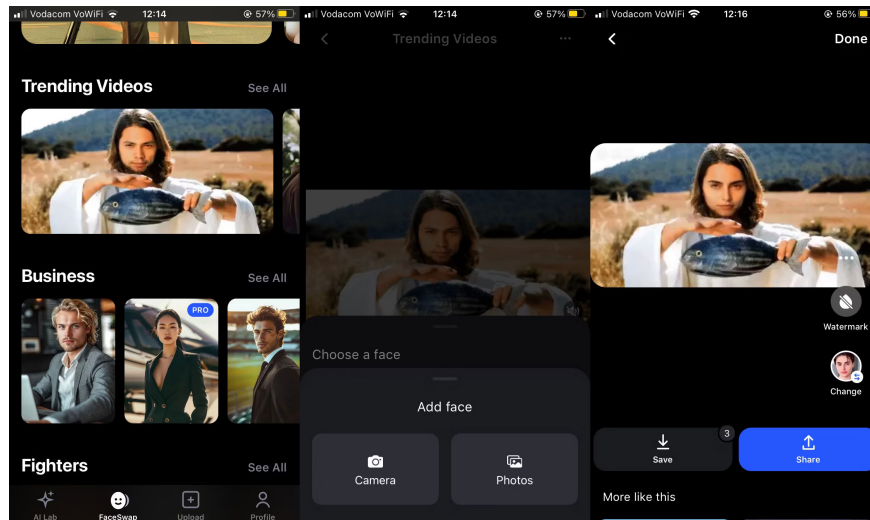 Vodacom VoWiFi 12:14 57%
Trending Videos See All
Business See All
PRO
Fighters See All
AI Lab FaceSwap Upload Profile
Vodacom VoWiFi 12:14 57%
Trending Videos ...
Choose a face
Add face
Camera Photos
Vodacom VoWiFi 12:16 56%
Done
Watermark
Change
3
Save Share
More like this